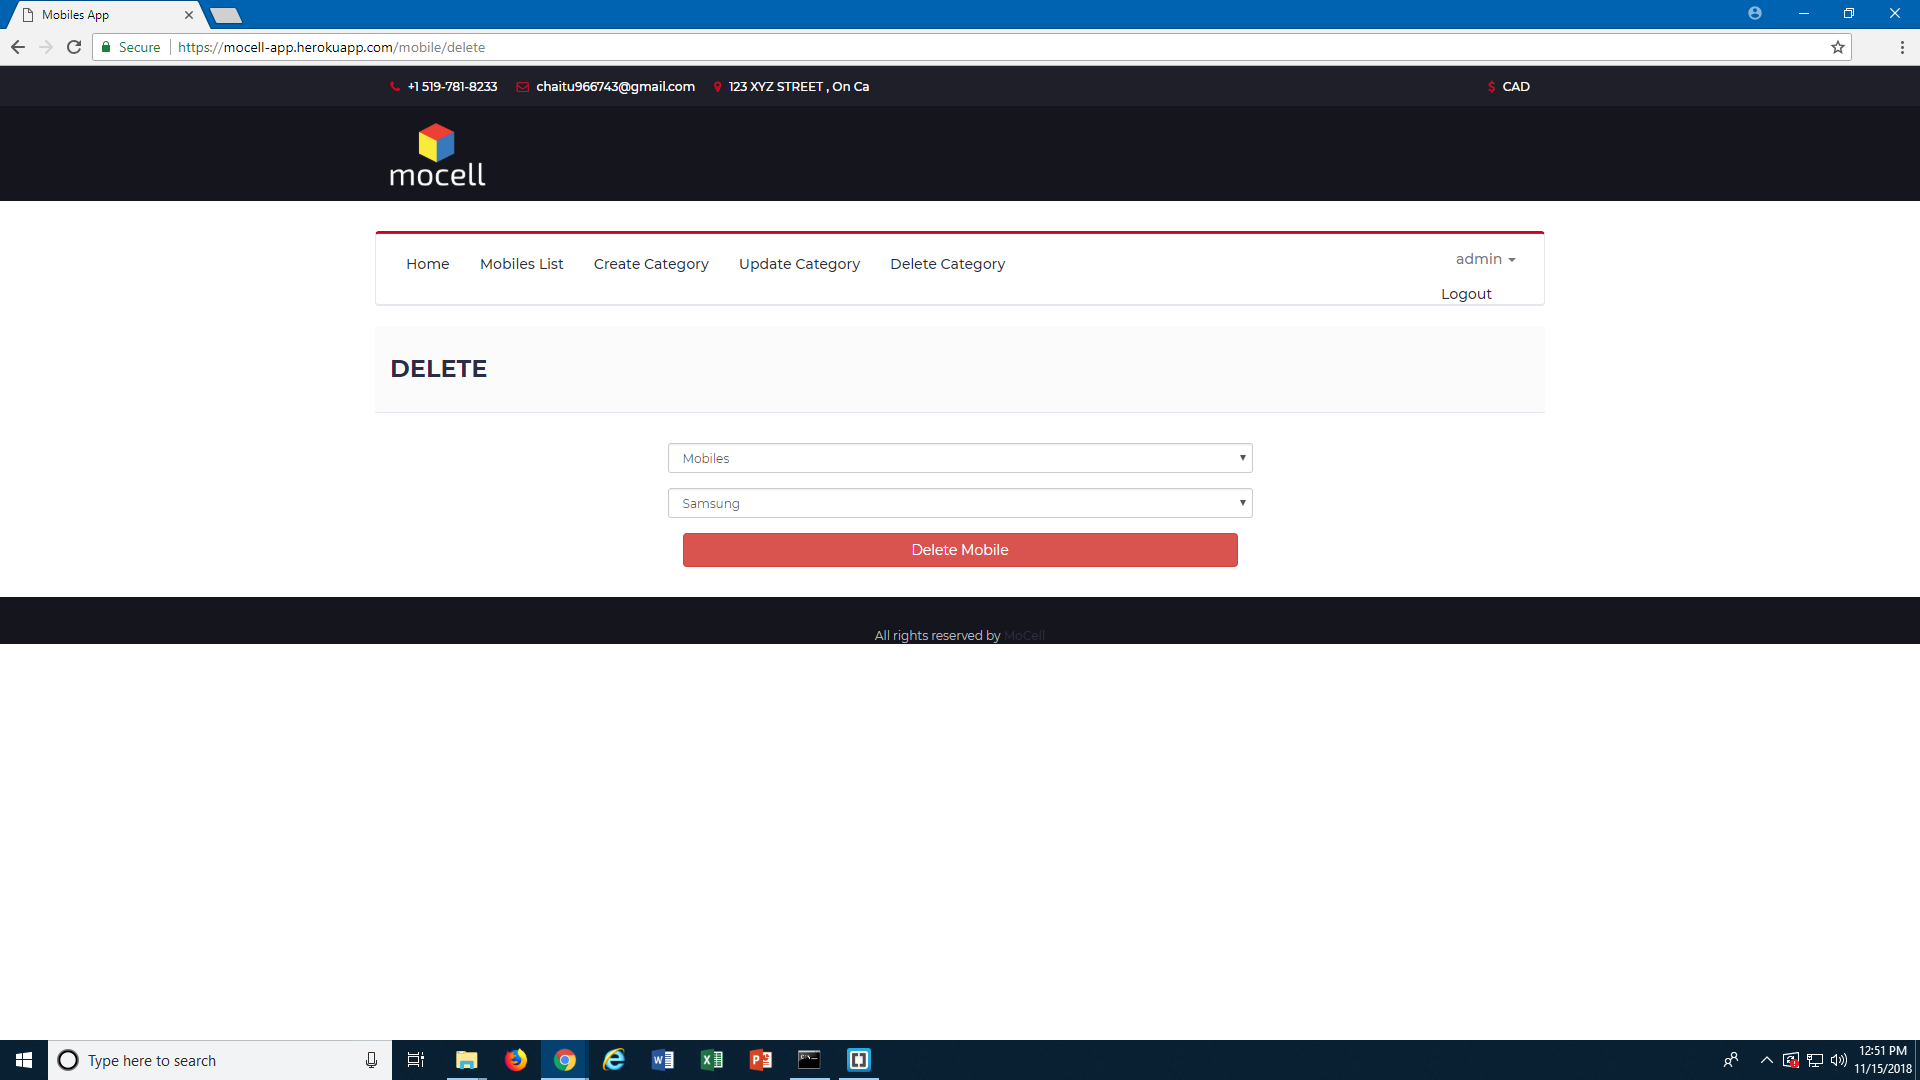 Mobiles App
Secure https://mocell-app.herokuapp.com/mobile/delete
+1 519-781-8233 chaitu966743@gmail.com 123 XYZ STREET , On Ca $ CAD
mocell
Home Mobiles List Create Category Update Category Delete Category admin
Logout
DELETE
Mobiles
Samsung
Delete Mobile
All rights reserved by MoCell
Type here to search
12:51 PM
11/15/2018